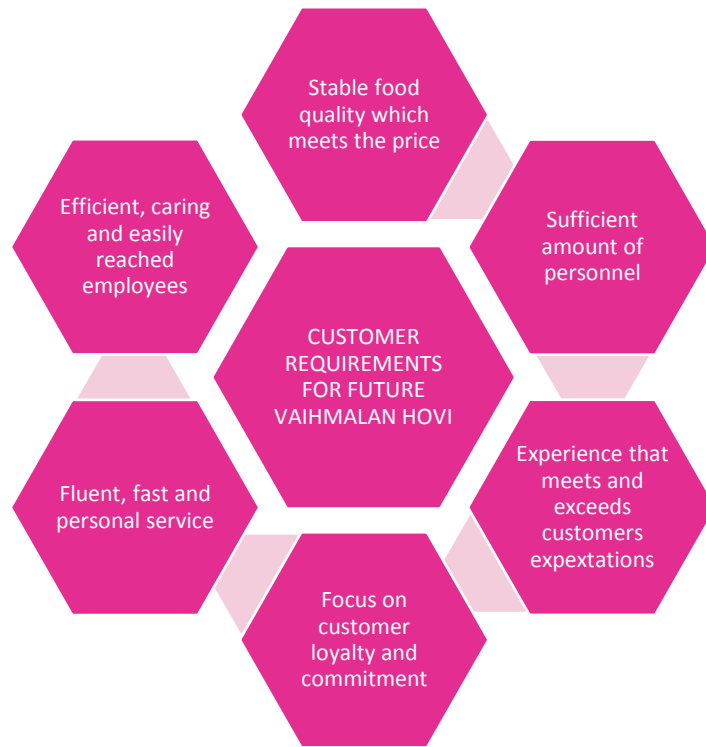 Stable food
quality which
meets the price
Sufficient
amount of
personnel
Experience that
meets and
exceeds
customers
expextations
Focus on
customer
loyalty and
commitment
Fluent, fast and
personal service
Efficient, caring
and easily
reached
employees
CUSTOMER
REQUIREMENTS
FOR FUTURE
VAIHMALAN HOVI